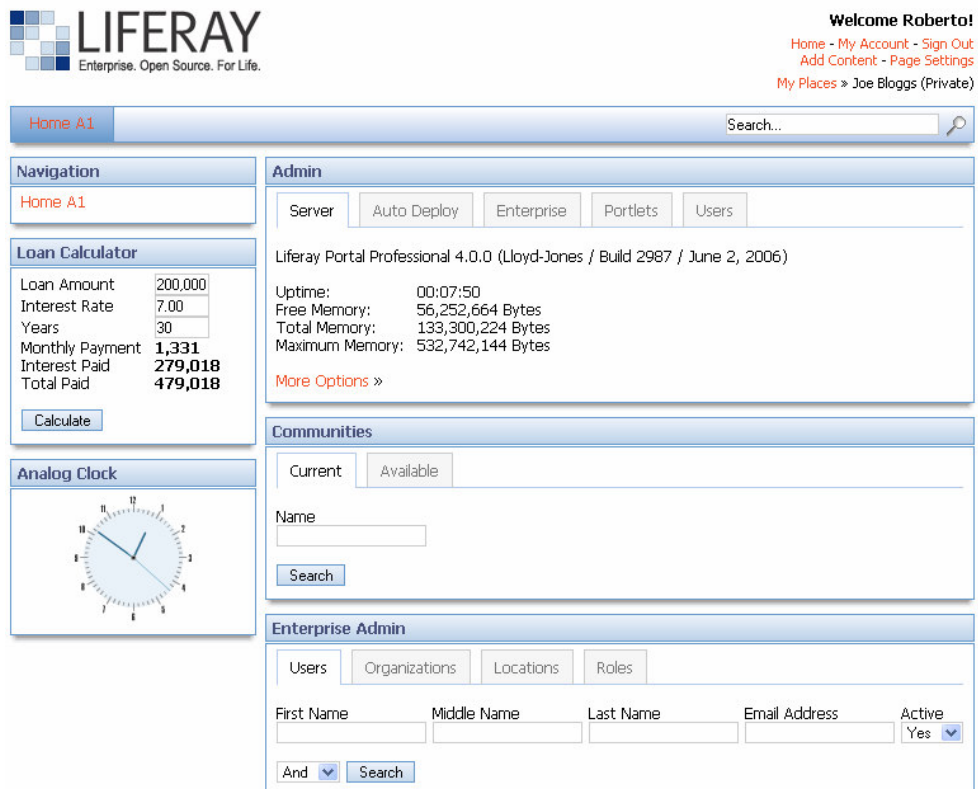 LIFERAY
Enterprise. Open Source. For Life.
Welcome Roberto!
Home - My Account - Sign Out
Add Content - Page Settings
My Places » Joe Bloggs (Private)
Home A1
Search...
Navigation
Home A1
Loan Calculator
Loan Amount 200,000
Interest Rate 7.00
Years 30
Monthly Payment 1,331
Interest Paid 279,018
Total Paid 479,018
Calculate
Analog Clock
12
1
2
3
4
5
6
7
8
9
10
11
Admin
Server Auto Deploy Enterprise Portlets Users
Liferay Portal Professional 4.0.0 (Lloyd-Jones / Build 2987 / June 2, 2006)
Uptime: 00:07:50
Free Memory: 56,252,664 Bytes
Total Memory: 133,300,224 Bytes
Maximum Memory: 532,742,144 Bytes
More Options »
Communities
Current Available
Name
Search
Enterprise Admin
Users Organizations Locations Roles
First Name Middle Name Last Name Email Address Active
Yes
And Search